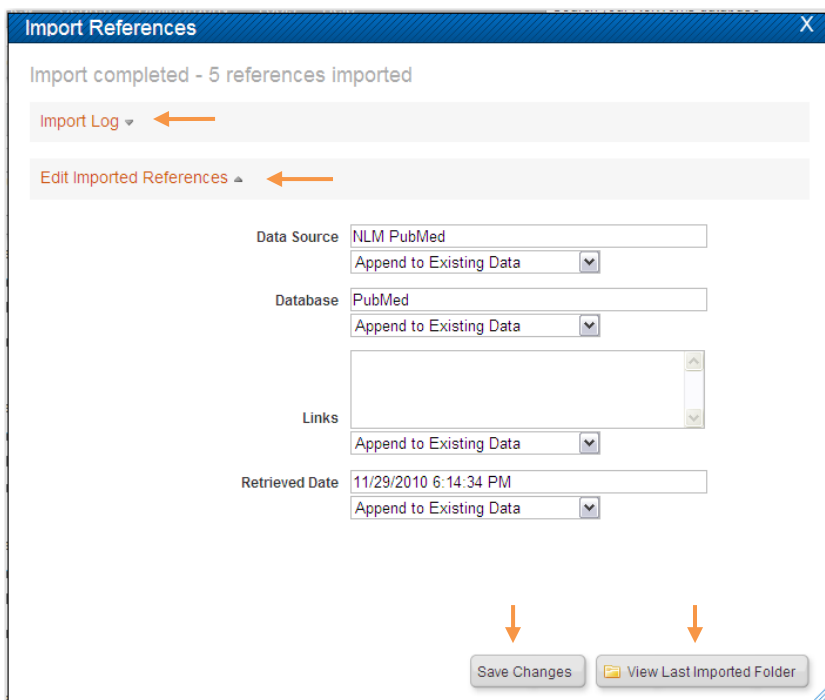 Import References
X
Import completed - 5 references imported
Import Log
Edit Imported References
Data Source NLM PubMed
Append to Existing Data
Database PubMed
Append to Existing Data
Links
Append to Existing Data
Retrieved Date 11/29/2010 6:14:34 PM
Append to Existing Data
Save Changes View Last Imported Folder